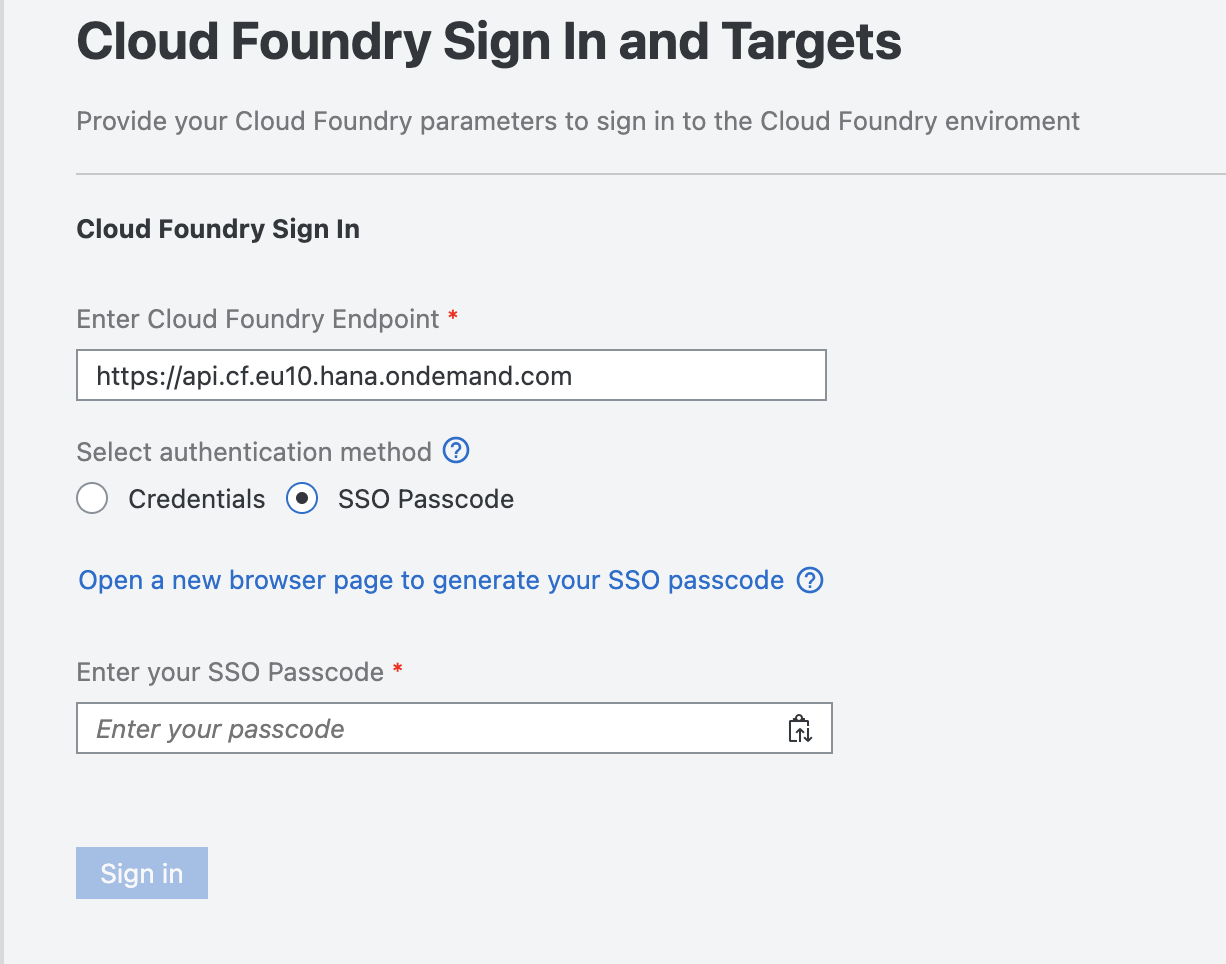 Cloud Foundry Sign In and Targets
Provide your Cloud Foundry parameters to sign in to the Cloud Foundry enviroment
Cloud Foundry Sign In
Enter Cloud Foundry Endpoint *
https://api.cf.eu10.hana.ondemand.com
Select authentication method ?
Credentials SSO Passcode
Open a new browser page to generate your SSO passcode ?
Enter your SSO Passcode *
Enter your passcode
Sign in